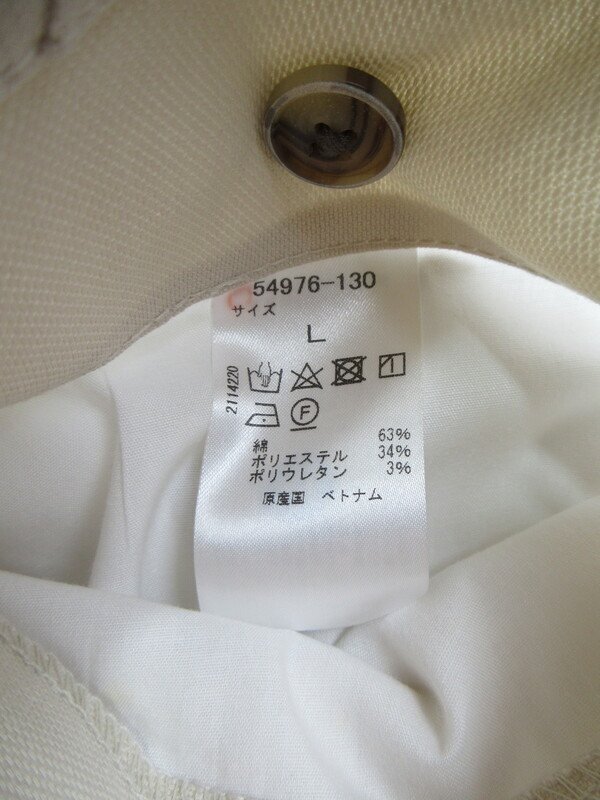 54976-130
サイズ
L
2114220
F
綿 63%
ポリエステル 34%
ポリウレタン 3%
原産国 ベトナム